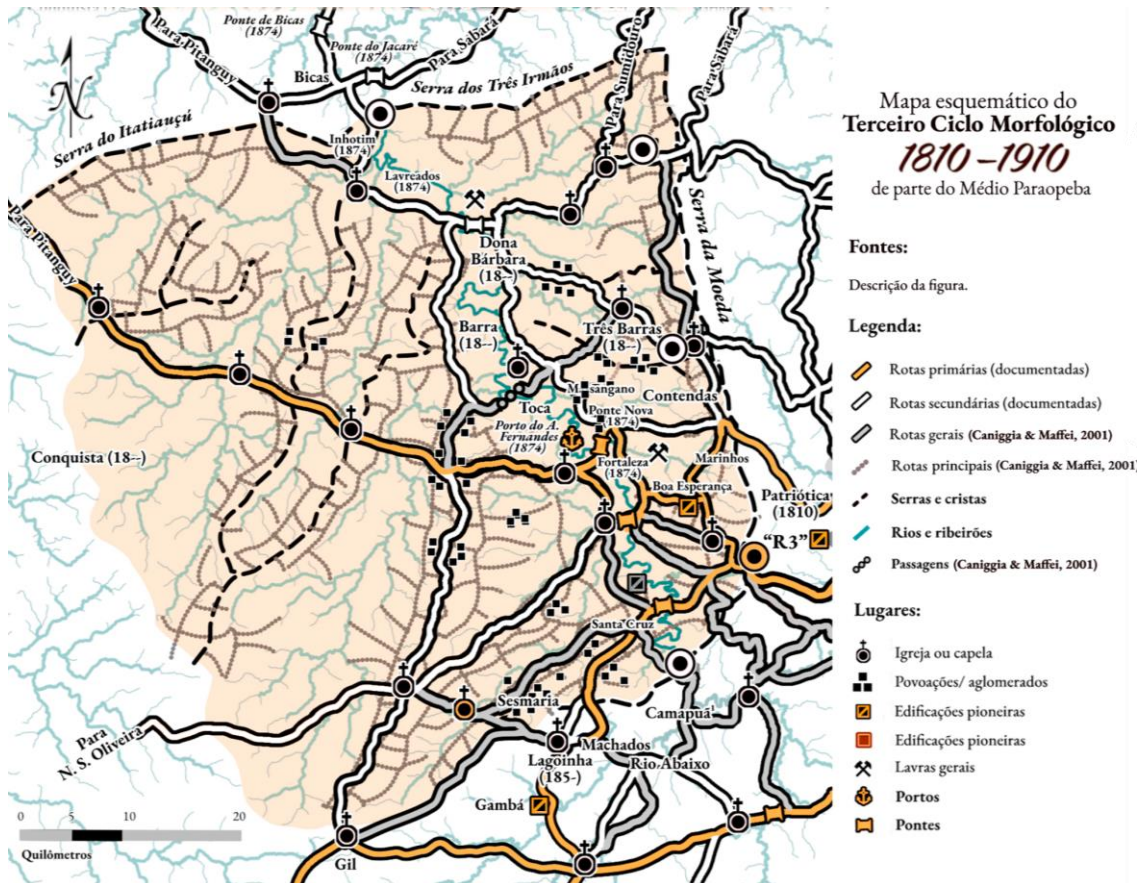 Ponte de Bicas
(1874)
Para Pitanguy
Ponte do Jacaré
(1874)
Para Sabará
Para Sumidouro
Para Sabará
Bicas
N
Serra dos Três Irmãos
Serra do Itatiauçú
Inhotim
(1874)
Lavreados
(1874)
Serra da Moeda
Para Pitanguy
Dona
Bárbara
(18--)
Barra
(18--)
Três Barras
(18--)
Contendas
Toca
Ponte Nova
(1874)
Porto do A.
Fernandes
(1874)
Conquista (18--)
Fortaleza
(1874)
Marinhos
Boa Esperança
Patriótica
(1810)
"R3"
Santa Cruz
Sesmaria
Camapuã
Para
N. S. Oliveira
Machados
Lagoinha
(185-)
Rio Abaixo
Gambá
Gil
0 5 10 20
Quilômetros
Mapa esquemático do
Terceiro Ciclo Morfológico
1810 – 1910
de parte do Médio Paraopeba
Fontes:
Descrição da figura.
Legenda:
Rotas primárias (documentadas)
Rotas secundárias (documentadas)
Rotas gerais (Caniggia & Maffei, 2001)
Rotas principais (Caniggia & Maffei, 2001)
Serras e cristas
Rios e ribeirões
Passagens (Caniggia & Maffei, 2001)
Lugares:
Igreja ou capela
Povoações/ aglomerados
Edificações pioneiras
Edificações pioneiras
Lavras gerais
Portos
Pontes